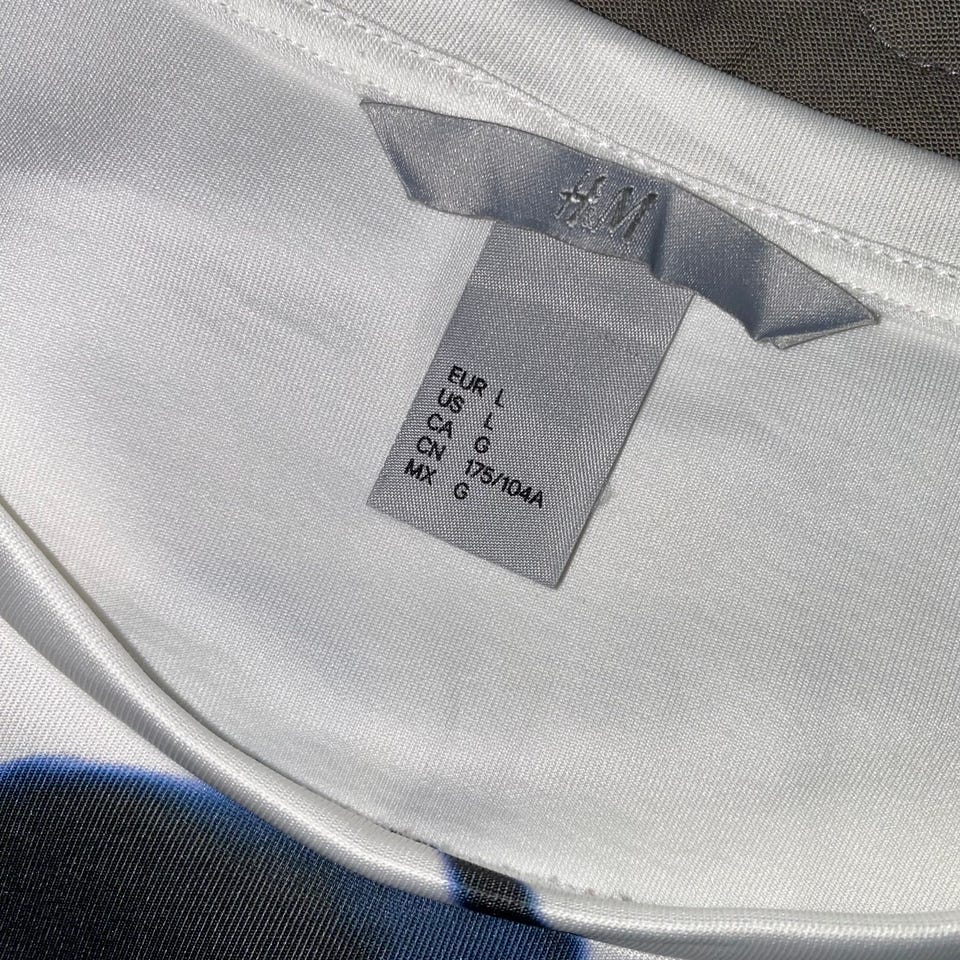 H&M
EUR L
US L
CA G
CN 175/104A
MX G